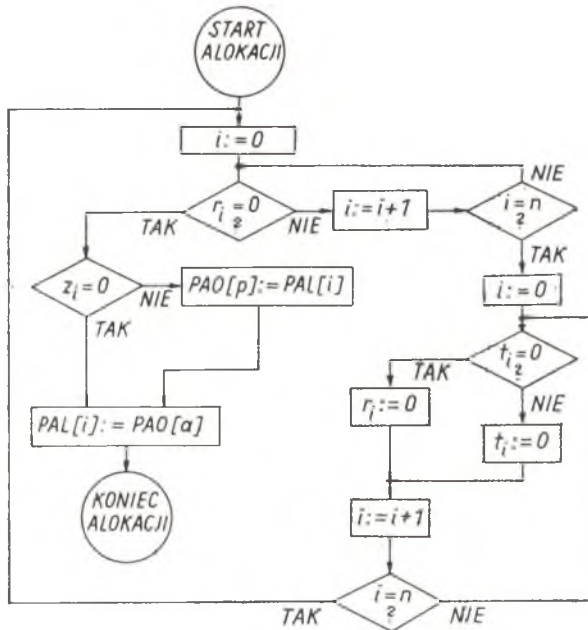 START
ALOKACJI
i:=0
NIE
r_i=0
?
TAK
NIE
i:=i+1
i=n
?
TAK
z_i=0
NIE
PAO[p]:=PAL[i]
TAK
i:=0
t_i=0
?
TAK
NIE
r_i:=0
t_i:=0
PAL[i]:=PAO[a]
KONIEC
ALOKACJI
i:=i+1
i=n
?
TAK
NIE